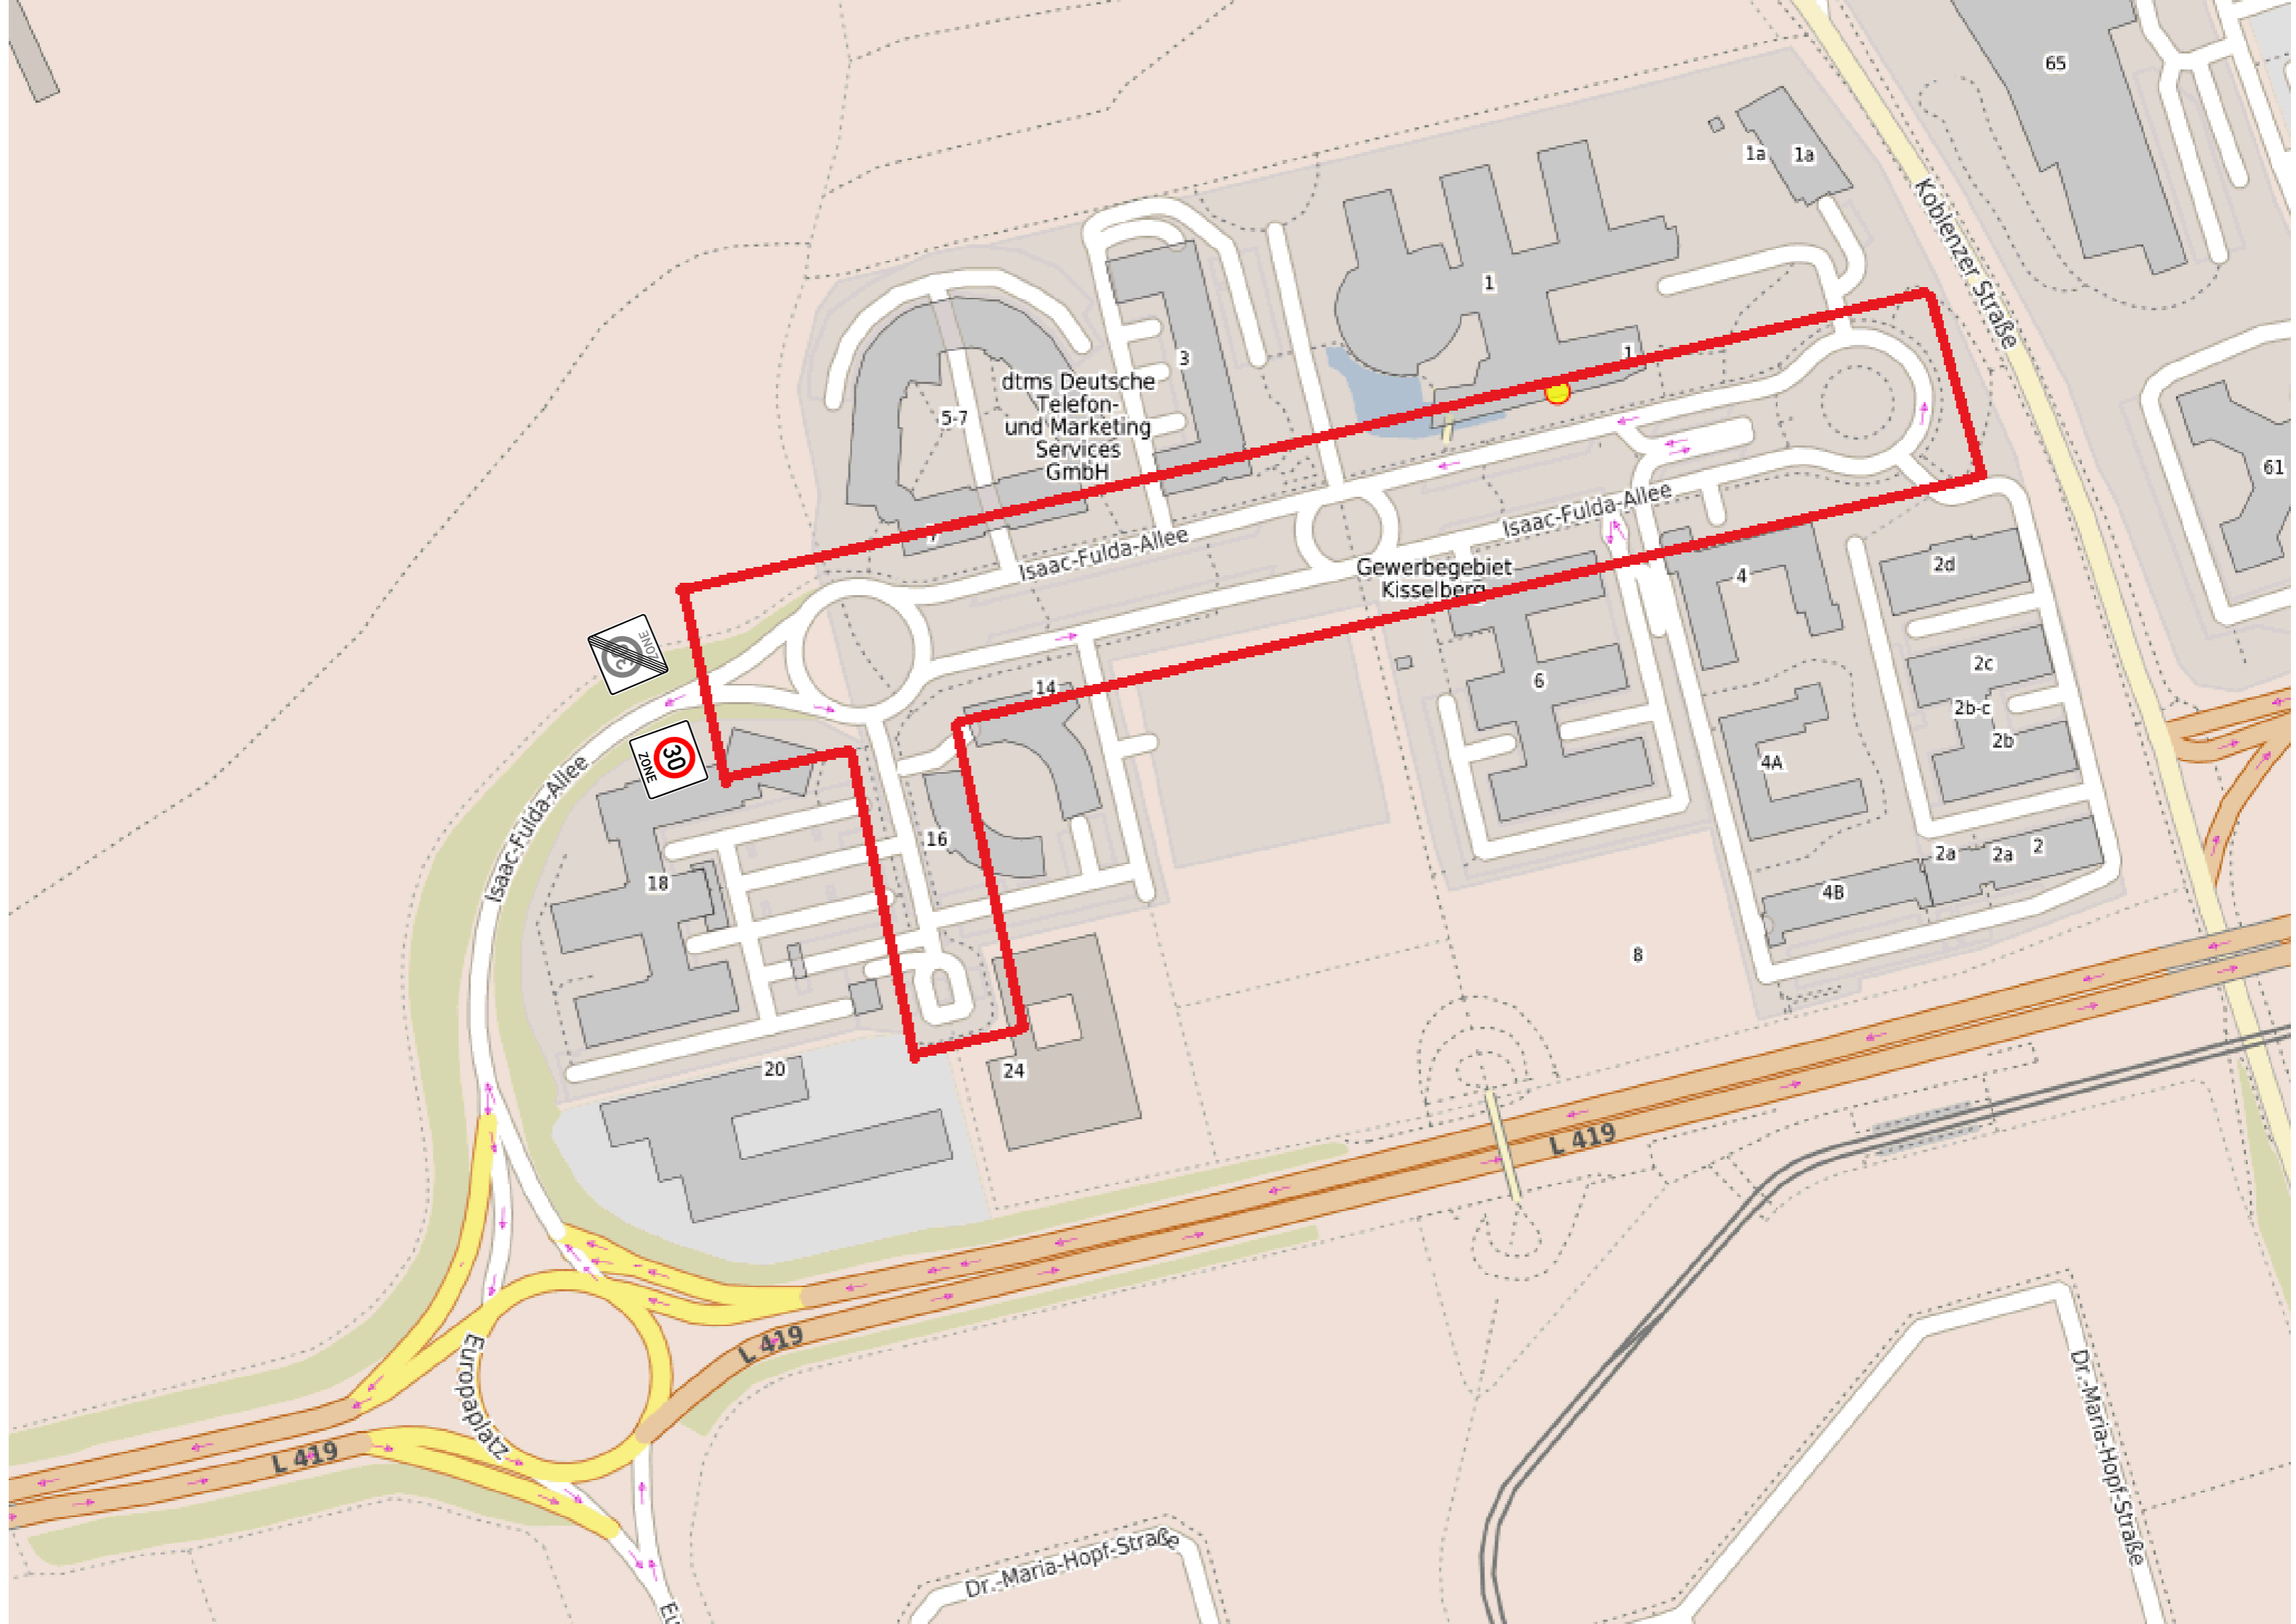 65
1a
1a
Koblenzer Straße
1
3
1
dtms Deutsche
Telefon-
und Marketing
Services
GmbH
5-7
61
Isaac-Fulda-Allee
Isaac-Fulda-Allee
Gewerbegebiet
Kisselberg
4
2d
ZONE
30
ZONE
14
6
2c
2b-c
2b
4A
Isaac-Fulda-Allee
16
18
2a
2a
2
4B
8
20
24
L 419
L 419
Europaplatz
L 419
Dr.-Maria-Hopf-Straße
Dr.-Maria-Hopf-Straße